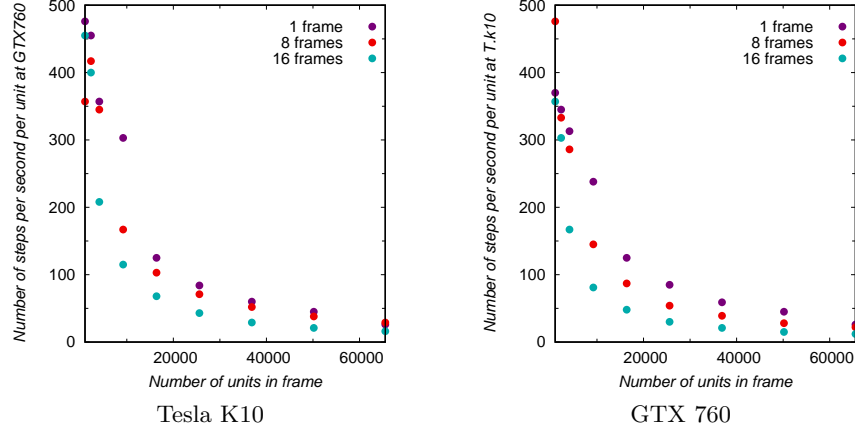 Number of steps per second per unit at GTX760
500
400
300
200
100
0
1 frame
8 frames
16 frames
20000 40000 60000
Number of units in frame
Tesla K10
Number of steps per second per unit at T.k10
500
400
300
200
100
0
1 frame
8 frames
16 frames
20000 40000 60000
Number of units in frame
GTX 760